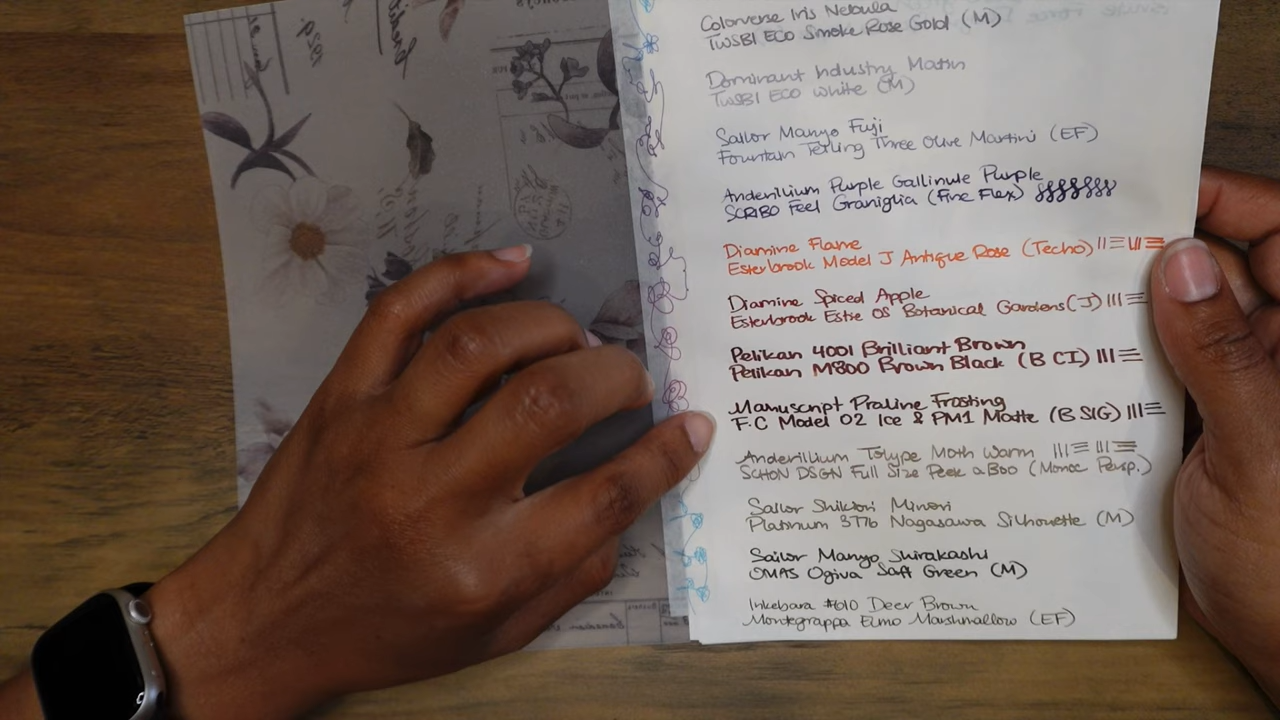 Colorverse Iris Nebula
TWSBI ECO Smoke Rose Gold (M)
Dominant Industry Matin
TWSBI ECO White (M)
Sailor Manyo Fuji
Fountain Ferling Three Olive Martini (EF)
Anderillium Purple Gallinule Purple
SCRIBO Feel Graniglia (Fine Flex)
Diamine Flame
Esterbrook Model J Antique Rose (Techo)
Diamine Spiced Apple
Esterbrook Estie OS Botanical Gardens (J)
Pelikan 4001 Brilliant Brown
Pelikan M800 Brown Black (B CI)
Manuscript Praline Frosting
F.C Model 02 Ice & PM1 Matte (B SIG)
Anderillium Tolype Moth Warm
SCHON DSGN Full Size Peek a Boo (Monoc Persp.)
Sailor Shikiori Minori
Platinum 3776 Nagasawa Silhouette (M)
Sailor Manyo Shirakashi
OMAS Ogiva Saft Green (M)
Inkebara #610 Deer Brown
Montegrappa Elmo Marshmallow (EF)